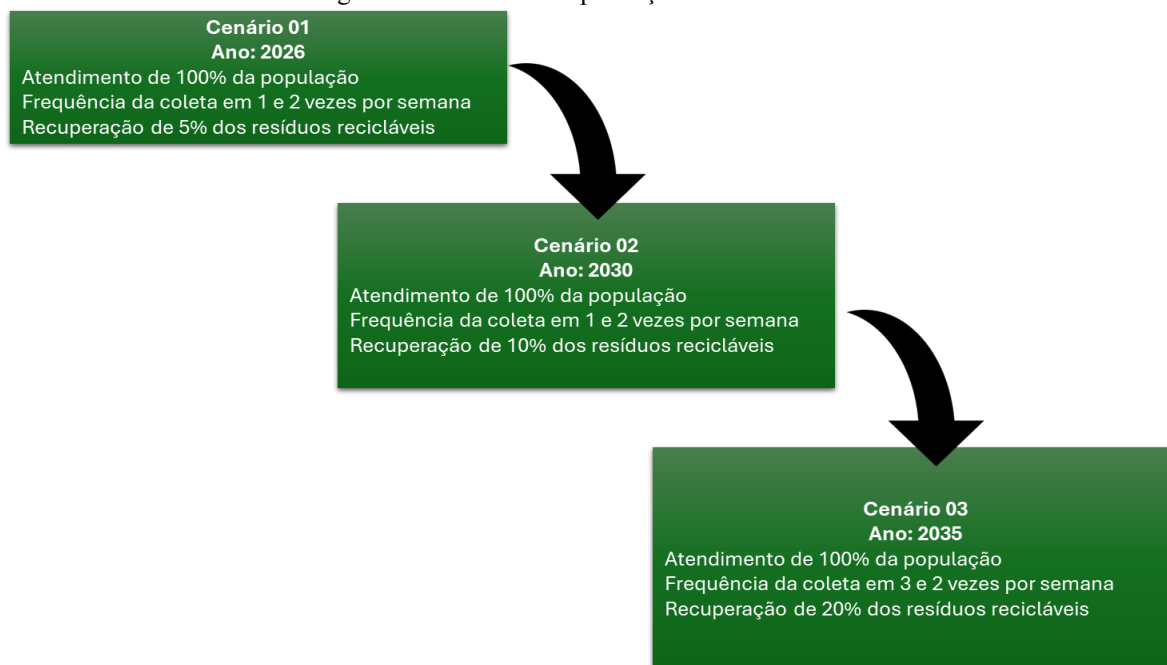 Cenário 01
Ano: 2026
Atendimento de 100% da população
Frequência da coleta em 1 e 2 vezes por semana
Recuperação de 5% dos resíduos recicláveis
Cenário 02
Ano: 2030
Atendimento de 100% da população
Frequência da coleta em 1 e 2 vezes por semana
Recuperação de 10% dos resíduos recicláveis
Cenário 03
Ano: 2035
Atendimento de 100% da população
Frequência da coleta em 3 e 2 vezes por semana
Recuperação de 20% dos resíduos recicláveis